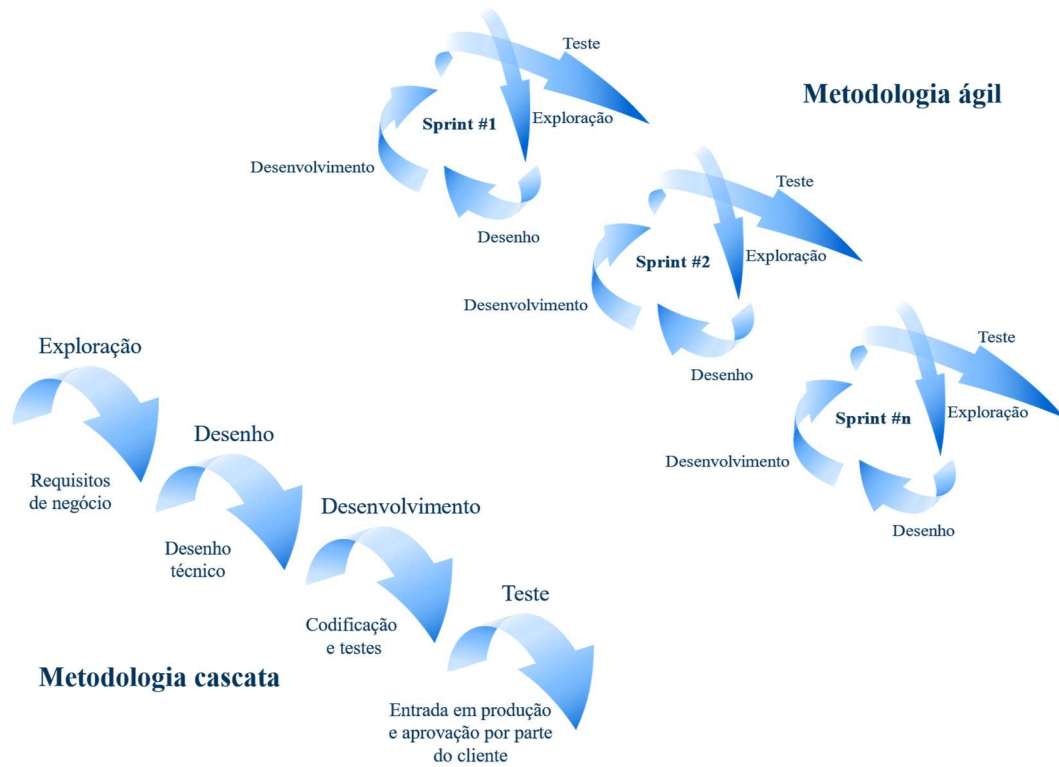 Metodologia ágil
Teste
Exploração
Sprint #1
Desenvolvimento
Desenho
Teste
Exploração
Sprint #2
Desenvolvimento
Desenho
Teste
Exploração
Sprint #n
Desenvolvimento
Desenho
Exploração
Requisitos
de negócio
Desenho
Desenho
técnico
Desenvolvimento
Codificação
e testes
Teste
Entrada em produção
e aprovação por parte
do cliente
Metodologia cascata